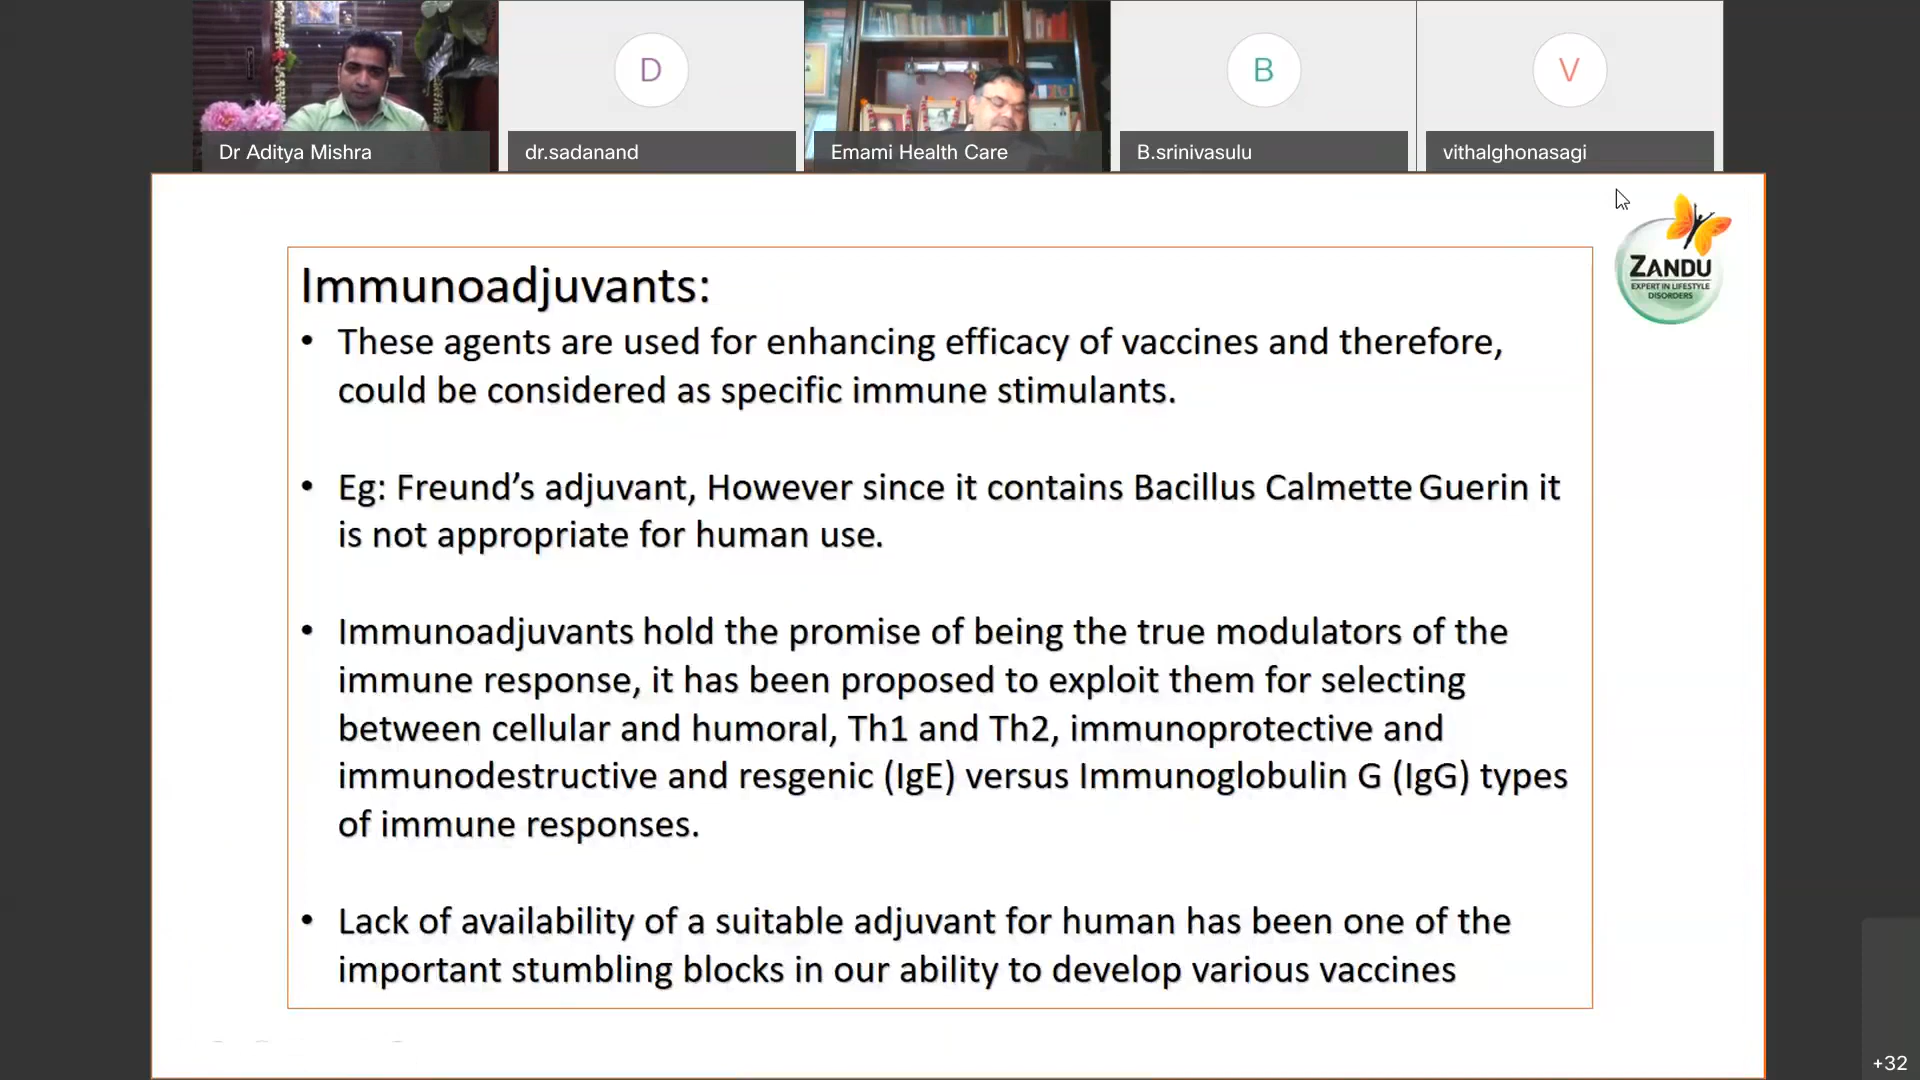 D
B
V
Dr Aditya Mishra
dr.sadanand
Emami Health Care
B.srinivasulu
vithalghonasagi
ZANDU
EXPERT IN LIFESTYLE
DISORDERS
Immunoadjuvants:
• These agents are used for enhancing efficacy of vaccines and therefore,
could be considered as specific immune stimulants.
• Eg: Freund’s adjuvant, However since it contains Bacillus Calmette Guerin it
is not appropriate for human use.
• Immunoadjuvants hold the promise of being the true modulators of the
immune response, it has been proposed to exploit them for selecting
between cellular and humoral, Th1 and Th2, immunoprotective and
immunodestructive and resgenic (IgE) versus Immunoglobulin G (IgG) types
of immune responses.
• Lack of availability of a suitable adjuvant for human has been one of the
important stumbling blocks in our ability to develop various vaccines
+32